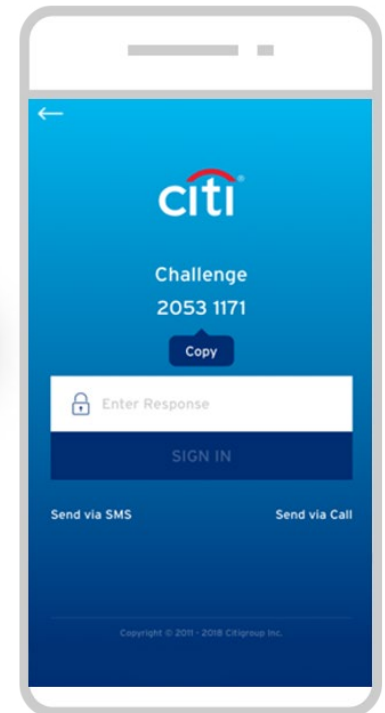 citi®
Challenge
2053 1171
Copy
Enter Response
SIGN IN
Send via SMS Send via Call
Copyright © 2011 - 2018 Citigroup Inc.